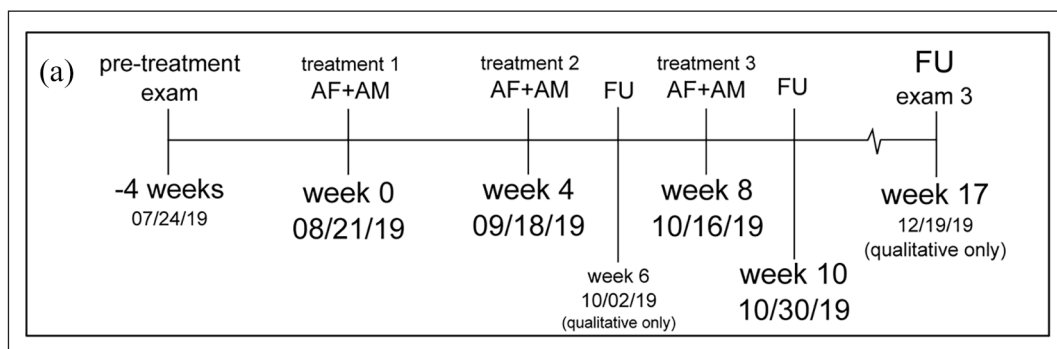 (a)
pre-treatment
exam
treatment 1
AF+AM
treatment 2
AF+AM
FU
treatment 3
AF+AM
FU
FU
exam 3
-4 weeks
07/24/19
week 0
08/21/19
week 4
09/18/19
week 6
10/02/19
(qualitative only)
week 8
10/16/19
week 10
10/30/19
week 17
12/19/19
(qualitative only)